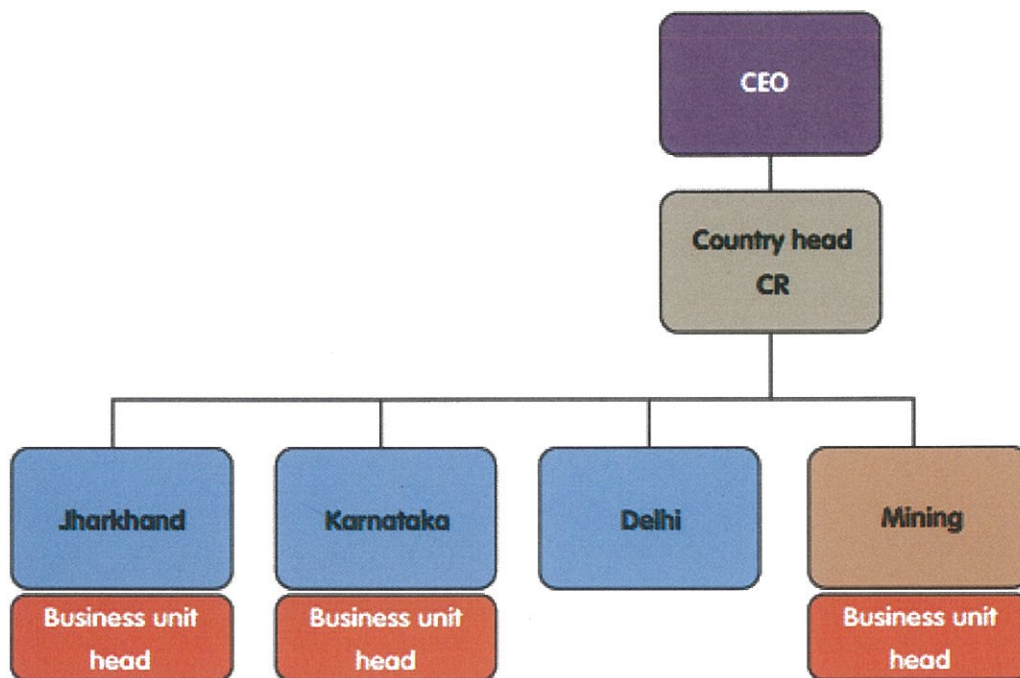 CEO
Country head
CR
Jharkhand
Karnataka
Delhi
Mining
Business unit
head
Business unit
head
Business unit
head